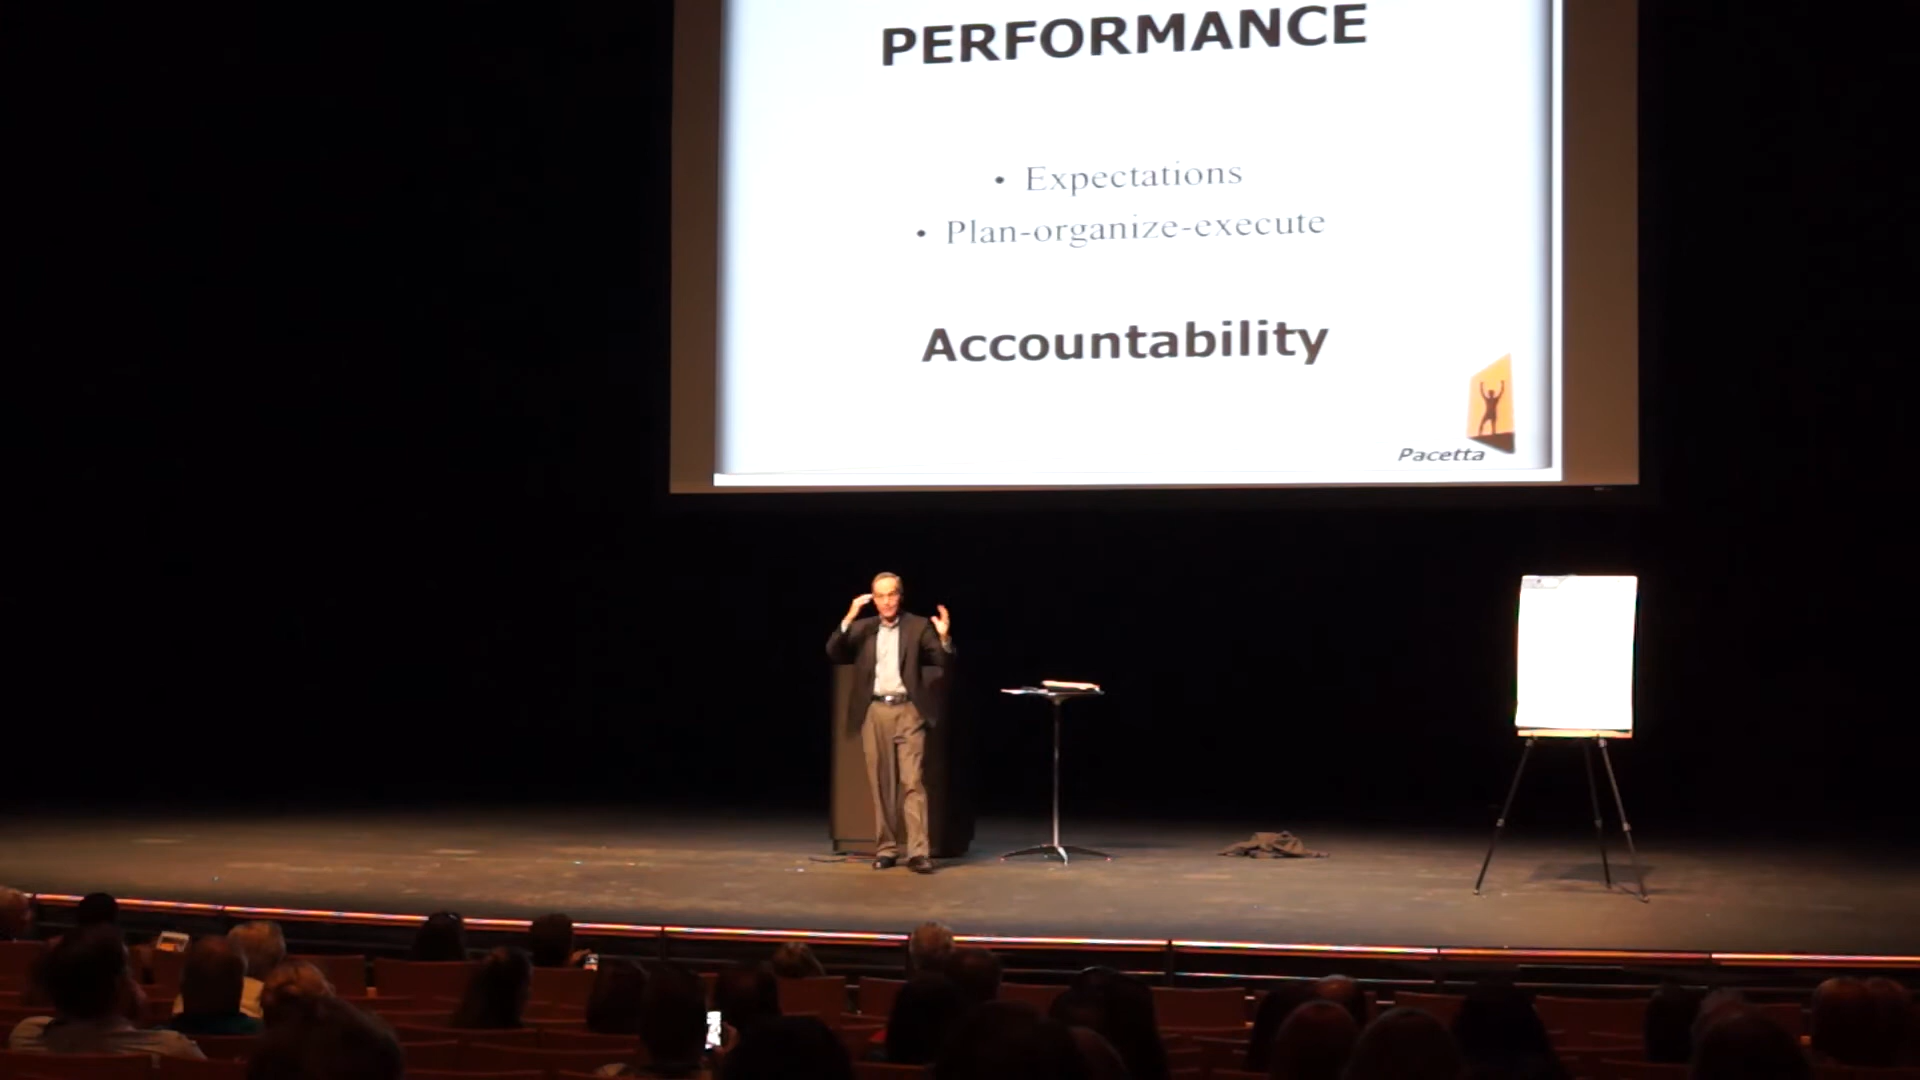 PERFORMANCE
• Expectations
• Plan-organize-execute
Accountability
Pacetta